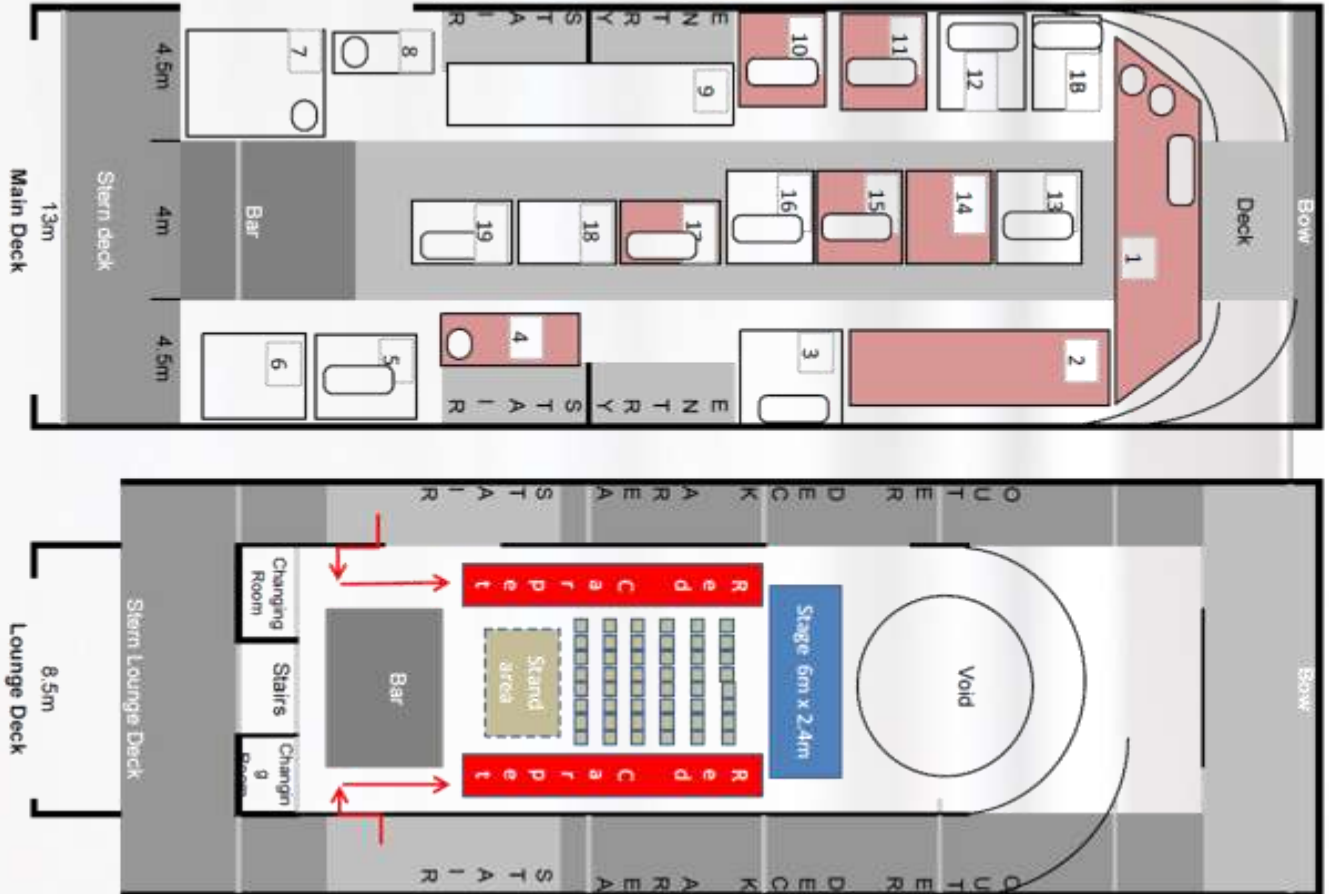 Bow
Deck
1
1B
12
11
10
ENTRY
STAIR
9
8
7
13
14
15
16
17
18
19
2
3
ENTRY
STAIR
4
5
6
Bar
Stern deck
4.5m
4m
4.5m
13m
Main Deck
Bow
OUTER
DECK
AREA
STAIR
OUTER
DECK
AREA
STAIR
Void
Stage 6m x 2.4m
Red Carpet
Red Carpet
Stand
area
Bar
Changing
Room
Stairs
Changin
g
Room
Stern Lounge Deck
8.5m
Lounge Deck